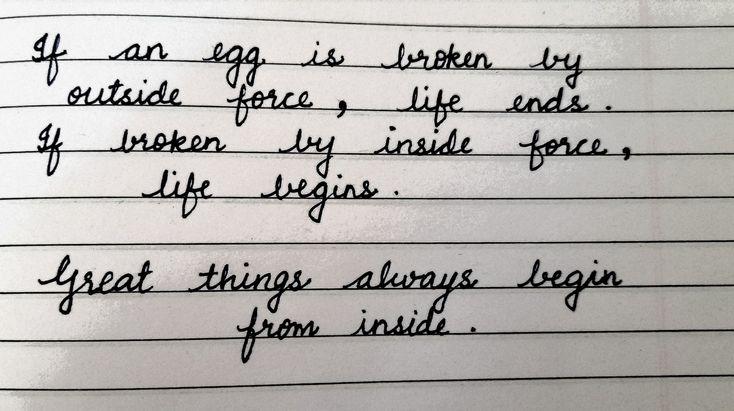 If an egg is broken by
outside force, life ends.
If broken by inside force,
life begins.
Great things always begin
from inside.